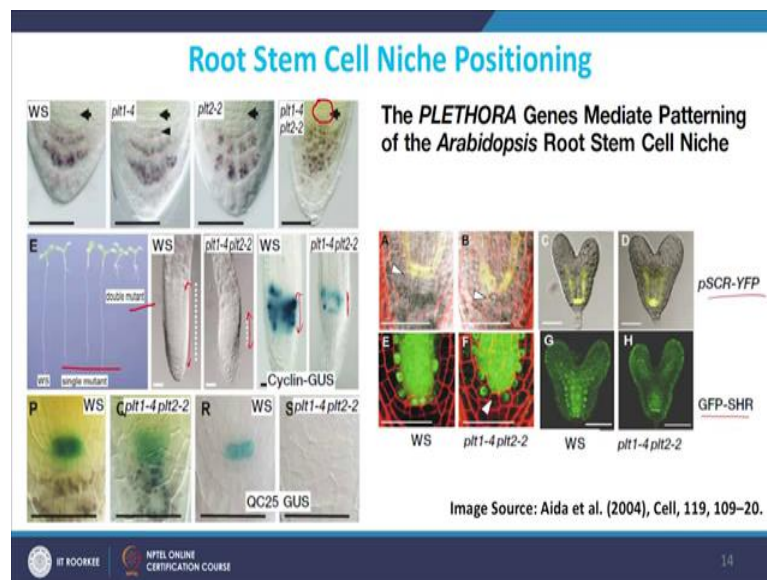 Root Stem Cell Niche Positioning
WS
plt1-4
plt2-2
plt1-4
plt2-2
The PLETHORA Genes Mediate Patterning
of the Arabidopsis Root Stem Cell Niche
E
WS
plt1-4 plt2-2
WS
plt1-4 plt2-2
double mutant
WS
single mutant
Cyclin-GUS
P
WS
Q
plt1-4 plt2-2
R
WS
S
plt1-4 plt2-2
QC25 GUS
A
B
C
D
pSCR-YFP
E
F
G
H
GFP-SHR
WS
plt1-4 plt2-2
WS
plt1-4 plt2-2
Image Source: Aida et al. (2004), Cell, 119, 109–20.
IIT ROORKEE
NPTEL ONLINE
CERTIFICATION COURSE
14